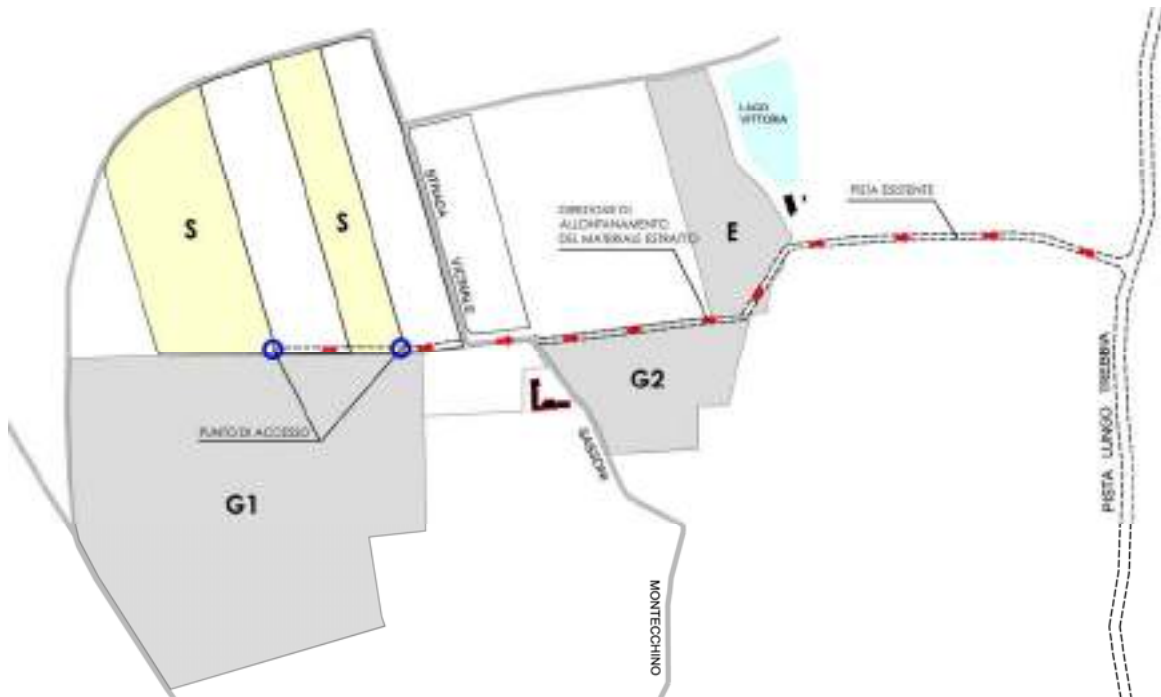 LAGO
VITTORIA
STRADA
VICINALE
PISTA ESISTENTE
DIREZIONE DI
ALLONTANAMENTO
DEL MATERIALE ESTRATTO
S
S
E
G2
PUNTO DI ACCESSO
G1
SASSONI
MONTECCHINO
PISTA LUNGO TREBBIA